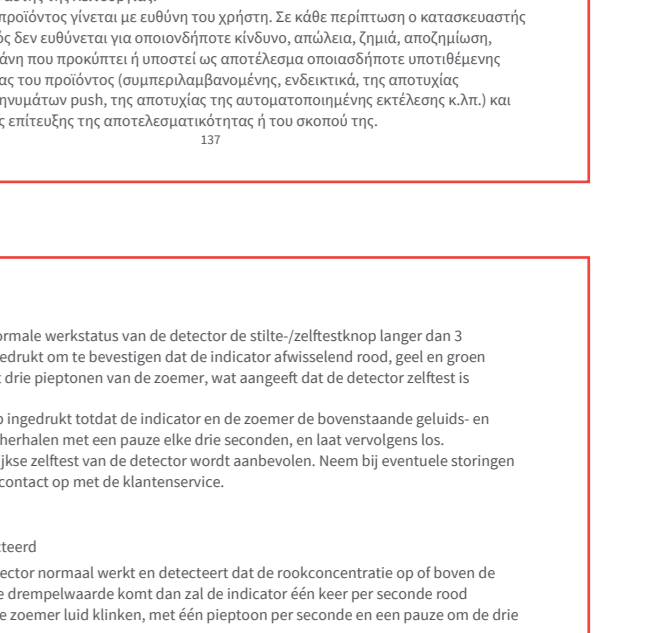 προϊόντος γίνεται με ευθύνη του χρήστη. Σε κάθε περίπτωση ο κατασκευαστής
δεν ευθύνεται για οποιονδήποτε κίνδυνο, απώλεια, ζημιά, αποζημίωση,
που προκύπτει ή υποστεί ως αποτέλεσμα οποιασδήποτε υποτιθέμενης
του προϊόντος (συμπεριλαμβανομένης, ενδεικτικά, της αποτυχίας
push, της αποτυχίας της αυτοματοποιημένης εκτέλεσης κ.λπ.) και
επίτευξης της αποτελεσματικότητας ή του σκοπού της.
137
ormale werkstatus van de detector de stilte-/zelftestknop langer dan 3
edrukt om te bevestigen dat de indicator afwisselend rood, geel en groen
drie pieptonen van de zoemer, wat aangeeft dat de detector zelftest is
ingedrukt totdat de indicator en de zoemer de bovenstaande geluids- en
herhalen met een pauze elke drie seconden, en laat vervolgens los.
ijkse zelftest van de detector wordt aanbevolen. Neem bij eventuele storingen
contact op met de klantenservice.
cteerd
ector normaal werkt en detecteert dat de rookconcentratie op of boven de
e drempelwaarde komt dan zal de indicator één keer per seconde rood
e zoemer luid klinken, met één pieptoon per seconde en een pauze om de drie